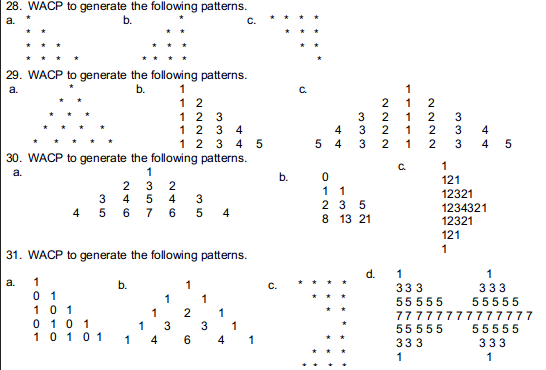 28. WACP to generate the following patterns.
a. * b. * c. * * * *
* * * * * * *
* * * * * * * *
* * * * * * * * *
29. WACP to generate the following patterns.
a. * b. 1 c. 1
* * 1 2 2 1 2
* * * 1 2 3 3 2 1 2 3
* * * * 1 2 3 4 4 3 2 1 2 3 4
* * * * * 1 2 3 4 5 5 4 3 2 1 2 3 4 5
30. WACP to generate the following patterns.
a.
1
2 3 2
3 4 5 4 3
4 5 6 7 6 5 4
b.
0
1 1
2 3 5
8 13 21
c.
1
121
12321
1234321
12321
121
1
31. WACP to generate the following patterns.
a.
1
0 1
1 0 1
0 1 0 1
1 0 1 0 1
b.
1
1 1
1 2 1
1 3 3 1
1 4 6 4 1
c.
* * * *
* * *
* *
*
* *
* * *
* * * *
d.
1 1
3 3 3 3 3 3
5 5 5 5 5 5 5 5 5 5
7 7 7 7 7 7 7 7 7 7 7 7 7 7
5 5 5 5 5 5 5 5 5 5
3 3 3 3 3 3
1 1